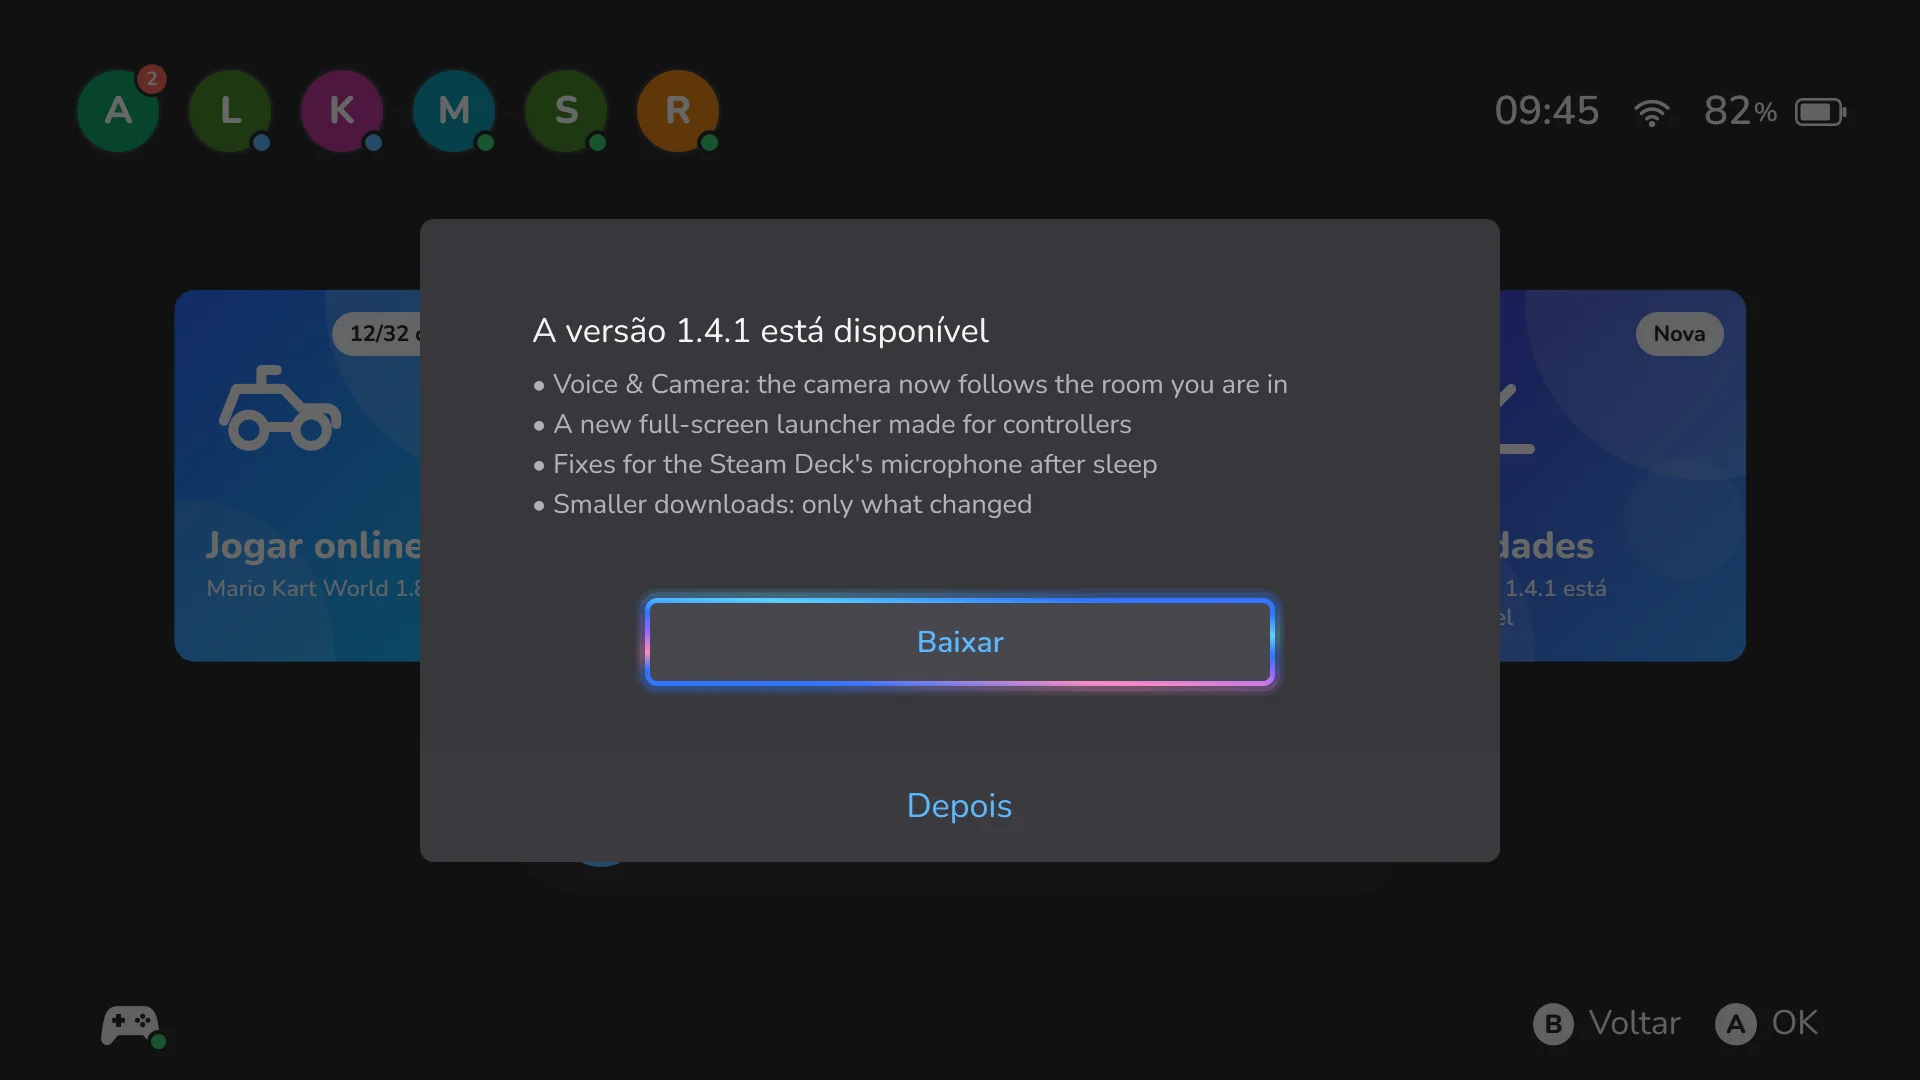 A
2
L
K
M
S
R
09:45
82%
12/32
Nova
A versão 1.4.1 está disponível
• Voice & Camera: the camera now follows the room you are in
• A new full-screen launcher made for controllers
• Fixes for the Steam Deck's microphone after sleep
• Smaller downloads: only what changed
Jogar online
Mario Kart World 1.8
dades
1.4.1 está
el
Baixar
Depois
B Voltar
A OK